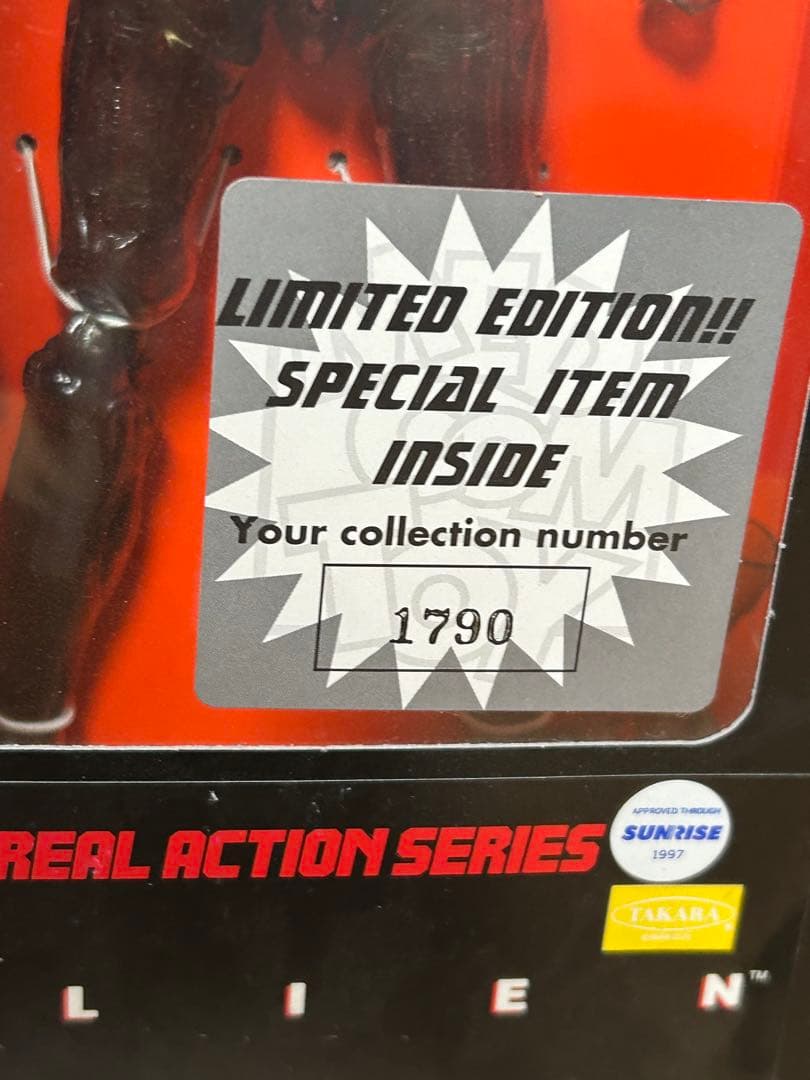 LIMITED EDITION!!
SPECIAL ITEM
INSIDE
Your collection number
1790
REAL ACTION SERIES
APPROVED THROUGH
SUNRISE
1997
TAKARA
L I E N™